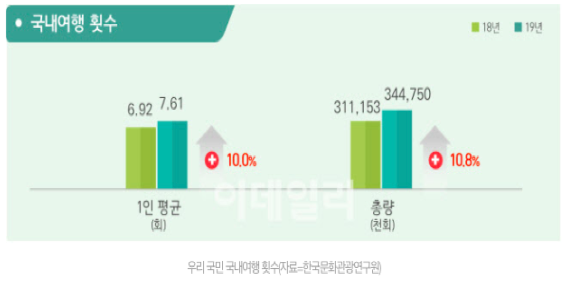 국내여행 횟수
18년 19년
6.92 7.61 10.0%
311,153 344,750 10.8%
1인 평균 총량
(회) (천회)
이데일리
우리 국민 국내여행 횟수(자료=한국문화관광연구원)